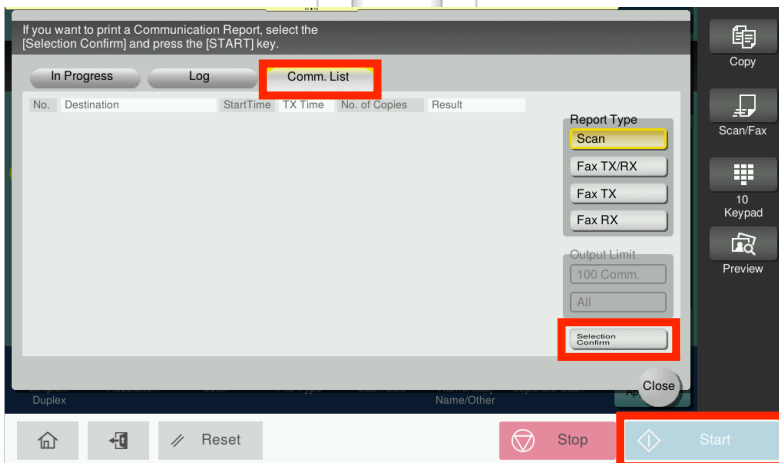 If you want to print a Communication Report, select the
[Selection Confirm] and press the [START] key.
In Progress
Log
Comm. List
No. Destination StartTime TX Time No. of Copies Result
Report Type
Scan
Fax TX/RX
Fax TX
Fax RX
Output Limit
100 Comm.
All
Selection
Confirm
Close
Duplex
Name/Other
Copy
Scan/Fax
10
Keypad
Preview
Reset
Stop
Start